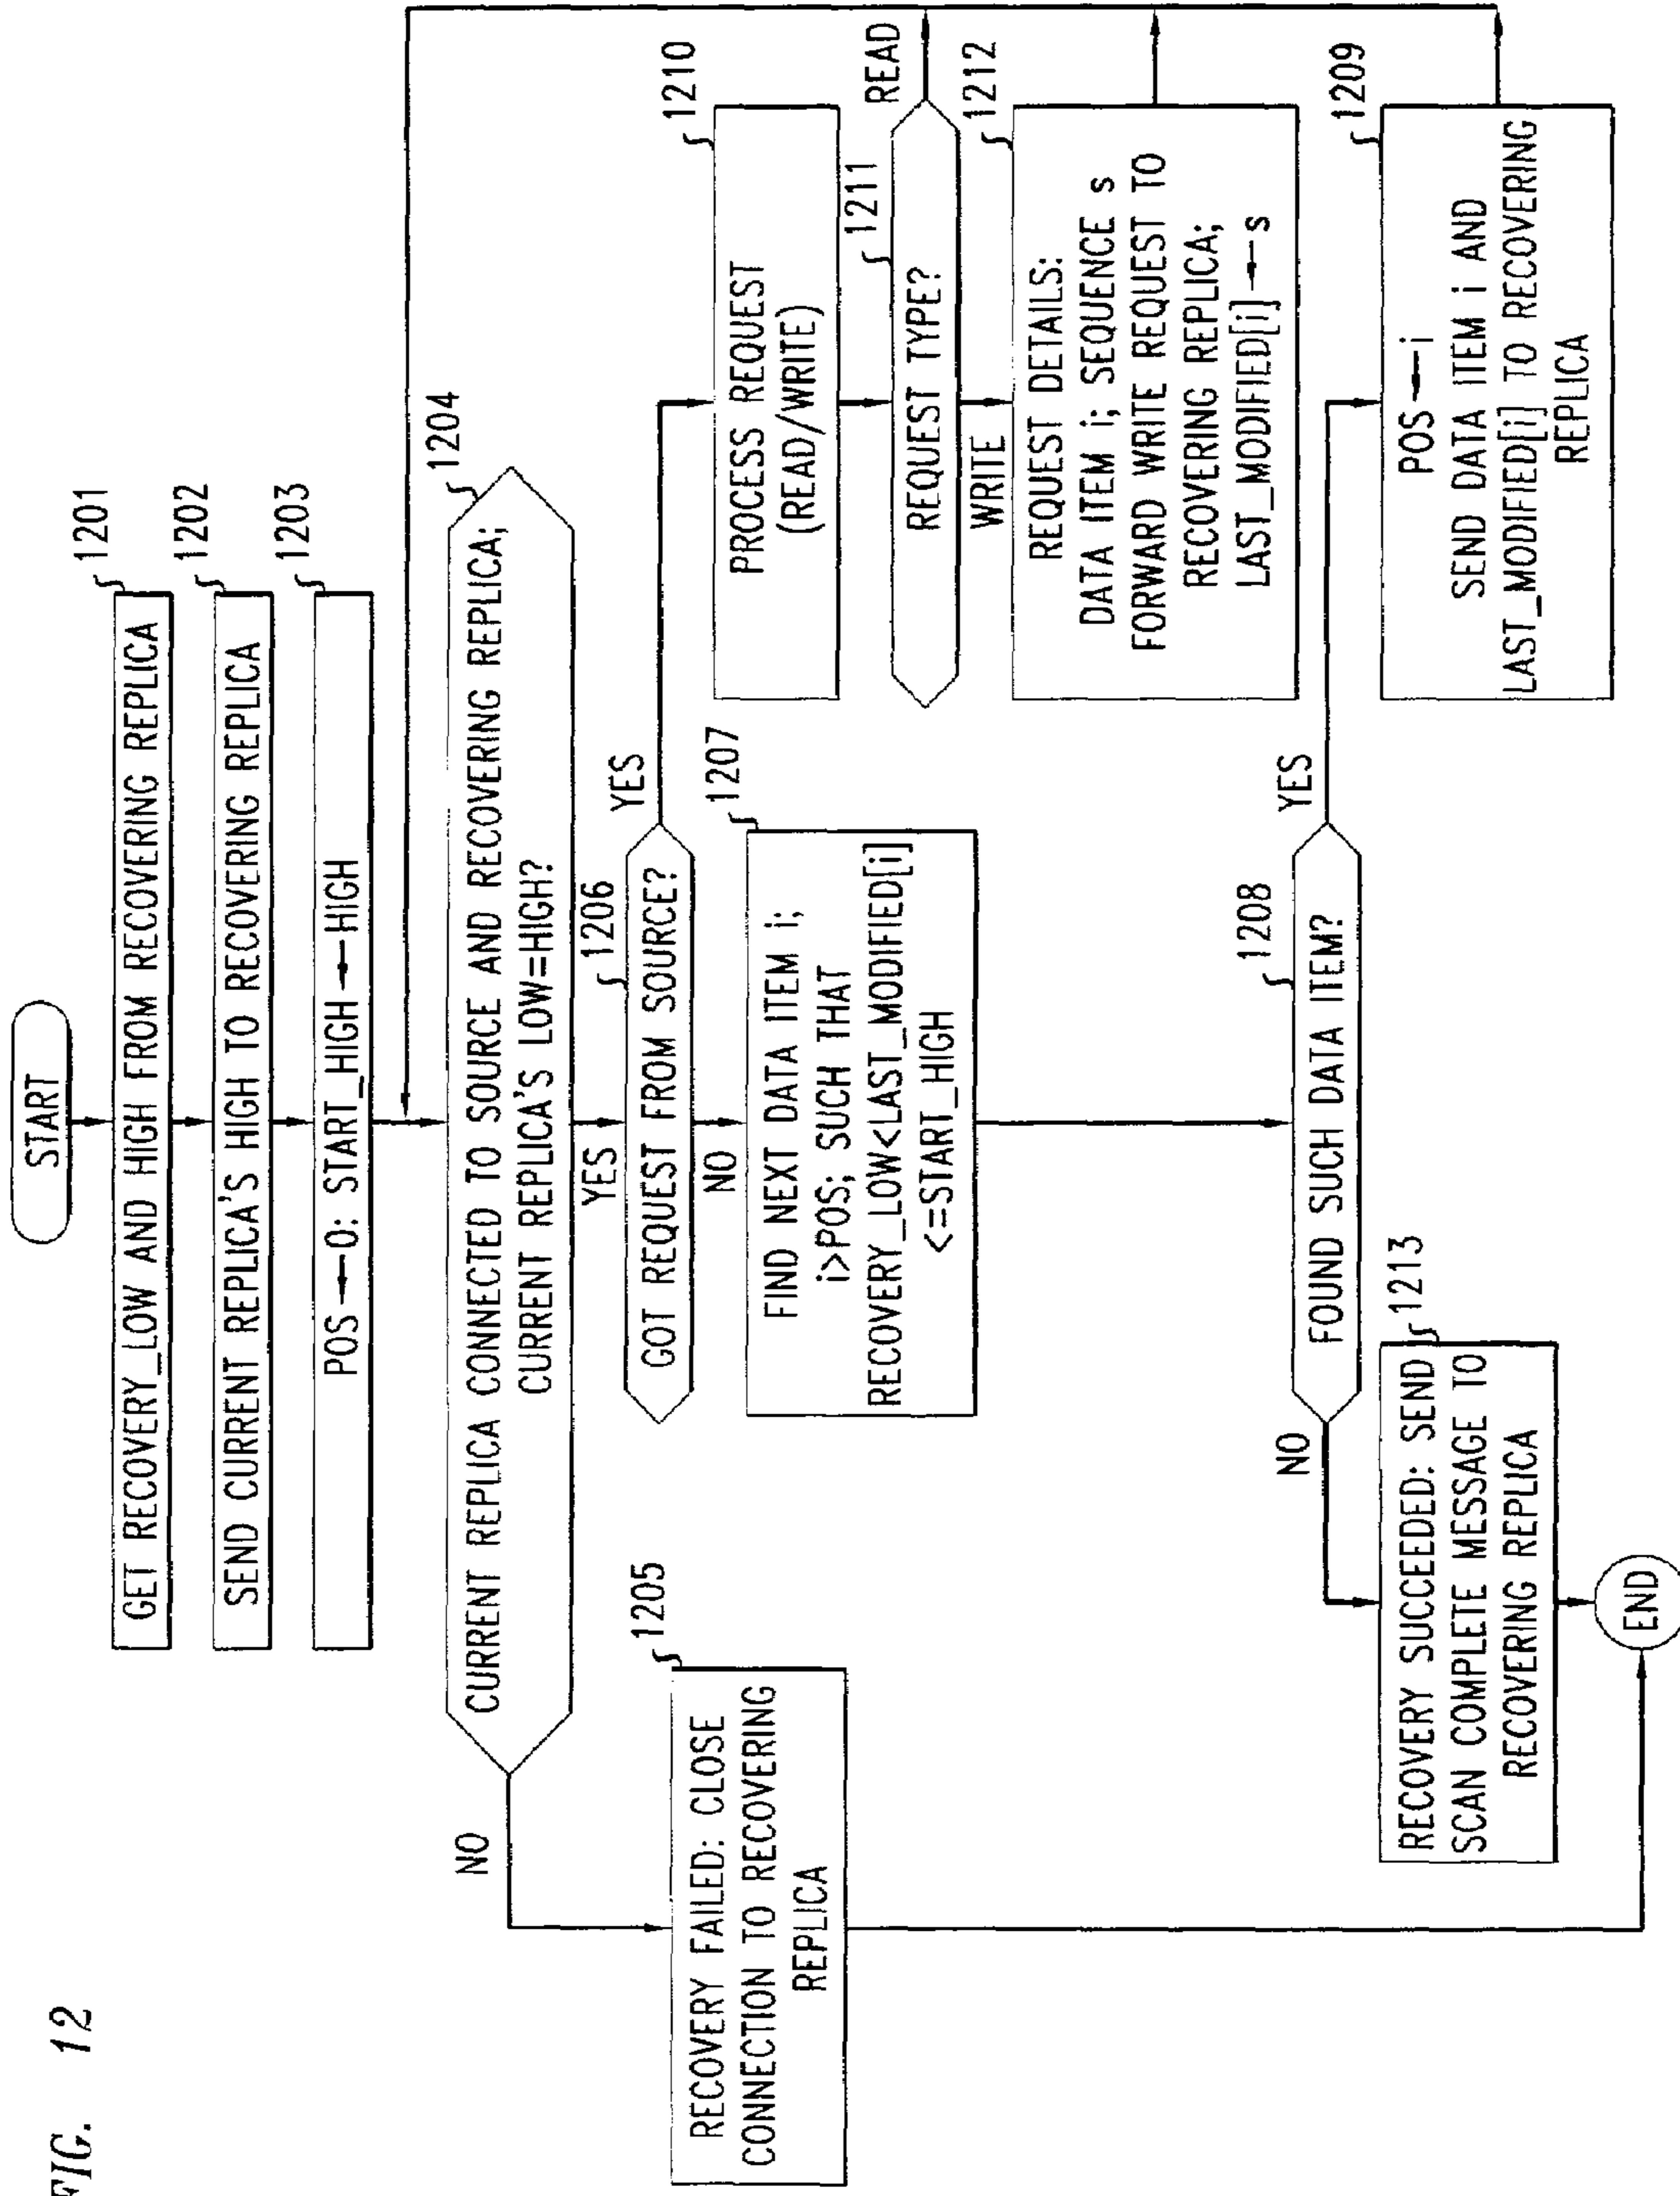 FIG. 12
START
1201
GET RECOVERY_LOW AND HIGH FROM RECOVERING REPLICA
1202
SEND CURRENT REPLICA'S HIGH TO RECOVERING REPLICA
1203
POS ← 0: START_HIGH ← HIGH
1204
CURRENT REPLICA CONNECTED TO SOURCE AND RECOVERING REPLICA;
CURRENT REPLICA'S LOW=HIGH?
NO
YES
1205
RECOVERY FAILED: CLOSE
CONNECTION TO RECOVERING
REPLICA
1206
GOT REQUEST FROM SOURCE?
YES
NO
1207
FIND NEXT DATA ITEM i;
i>POS; SUCH THAT
RECOVERY_LOW<LAST_MODIFIED[i]
<=START_HIGH
1210
PROCESS REQUEST
(READ/WRITE)
1211
REQUEST TYPE?
READ
WRITE
1212
REQUEST DETAILS:
DATA ITEM i; SEQUENCE s
FORWARD WRITE REQUEST TO
RECOVERING REPLICA;
LAST_MODIFIED[i] ← s
1208
FOUND SUCH DATA ITEM?
YES
NO
1209
POS ← i
SEND DATA ITEM i AND
LAST_MODIFIED[i] TO RECOVERING
REPLICA
1213
RECOVERY SUCCEEDED: SEND
SCAN COMPLETE MESSAGE TO
RECOVERING REPLICA
END